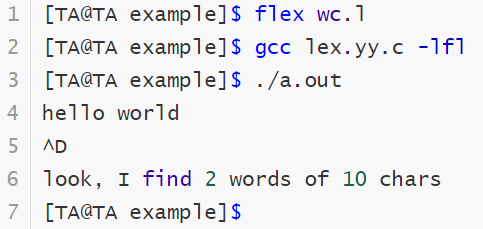 1 [TA@TA example]$ flex wc.l
2 [TA@TA example]$ gcc lex.yy.c -lfl
3 [TA@TA example]$ ./a.out
4 hello world
5 ^D
6 look, I find 2 words of 10 chars
7 [TA@TA example]$